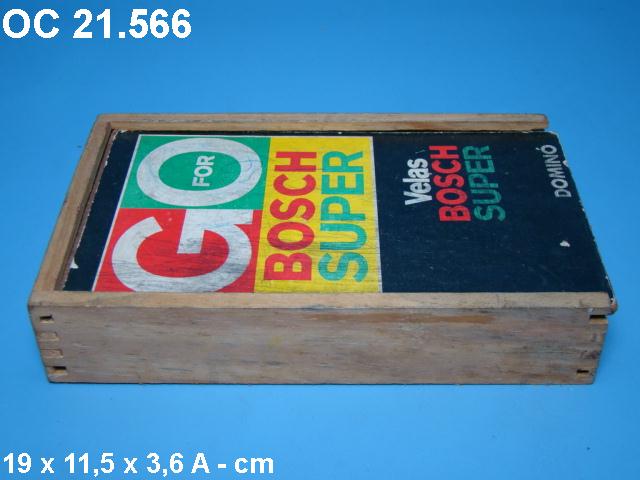 OC 21.566
GO FOR
BOSCH
SUPER
Velas
BOSCH
SUPER
DOMINÓ
19 x 11,5 x 3,6 A - cm